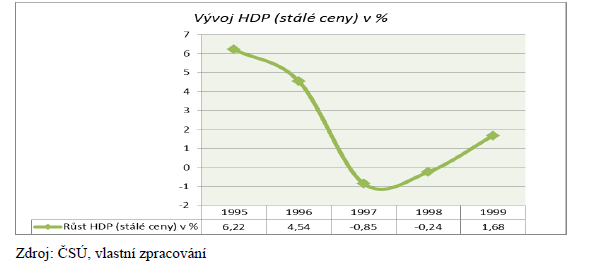 Vývoj HDP (stálé ceny) v %
7
6
5
4
3
2
1
0
-1
-2
1995 1996 1997 1998 1999
Růst HDP (stálé ceny) v % 6,22 4,54 -0,85 -0,24 1,68
Zdroj: ČSÚ, vlastní zpracování